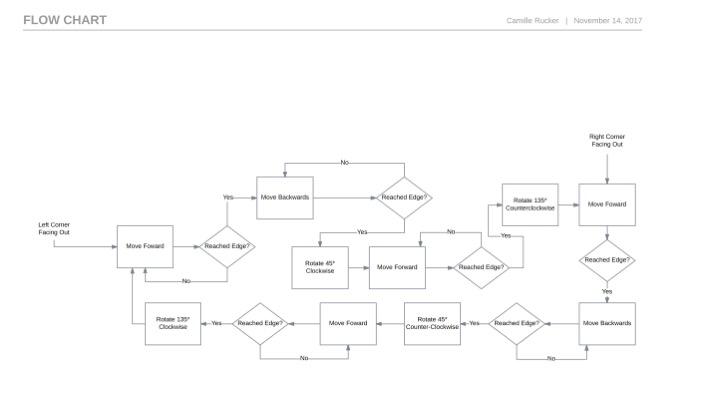 FLOW CHART
Camille Rucker | November 14, 2017
Right Corner
Facing Out
No
Yes
Move Backwards
Reached Edge?
Rotate 135°
Counterclockwise
Move Foward
Left Corner
Facing Out
Yes
No
Yes
Move Foward
Reached Edge?
Rotate 45°
Clockwise
Move Forward
Reached Edge?
Reached Edge?
No
Yes
Rotate 135°
Clockwise
Yes
Reached Edge?
Move Foward
Rotate 45°
Counter-Clockwise
Yes
Reached Edge?
Move Backwards
No
No